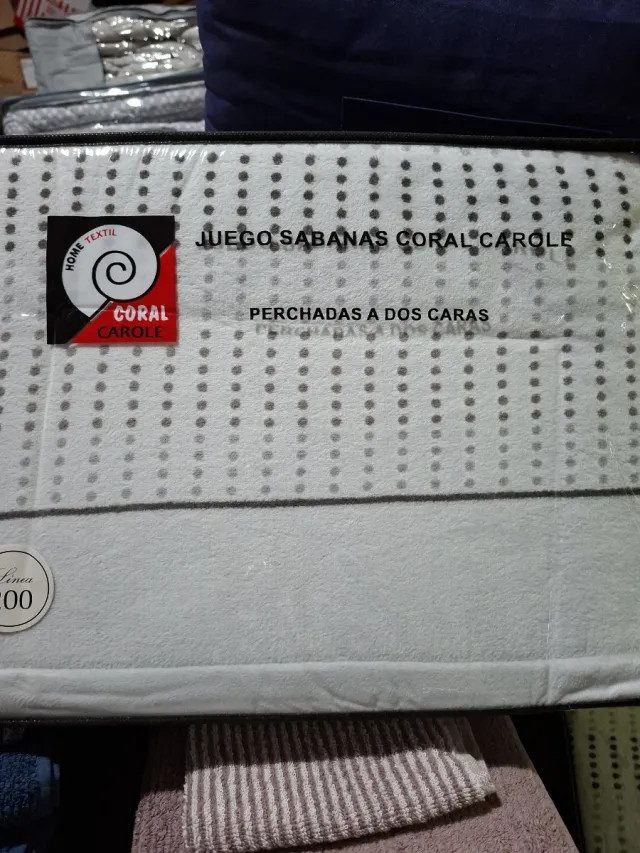 HOME TEXTIL
CORAL
CAROLE
JUEGO SABANAS CORAL CAROLE
PERCHADAS A DOS CARAS
Linea
200